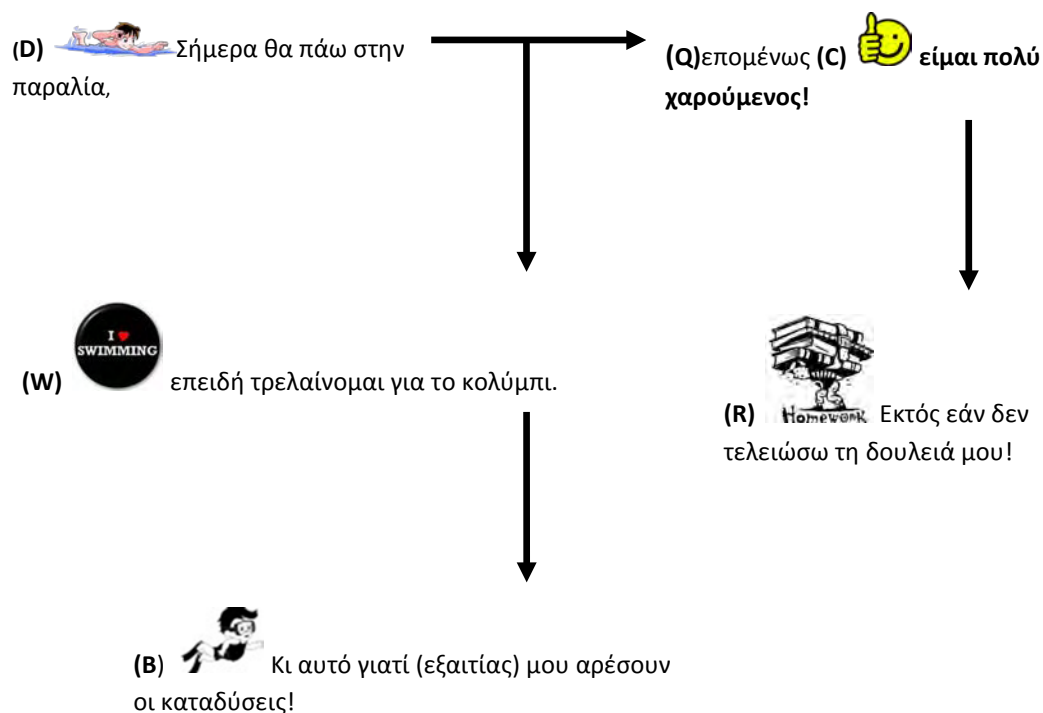 (D) Σήμερα θα πάω στην
παραλία,
(Q)επομένως (C) είμαι πολύ
χαρούμενος!
I ♥
SWIMMING
(W) επειδή τρελαίνομαι για το κολύμπι.
HOMEWORK
(R) Εκτός εάν δεν
τελειώσω τη δουλειά μου!
(B) Κι αυτό γιατί (εξαιτίας) μου αρέσουν
οι καταδύσεις!